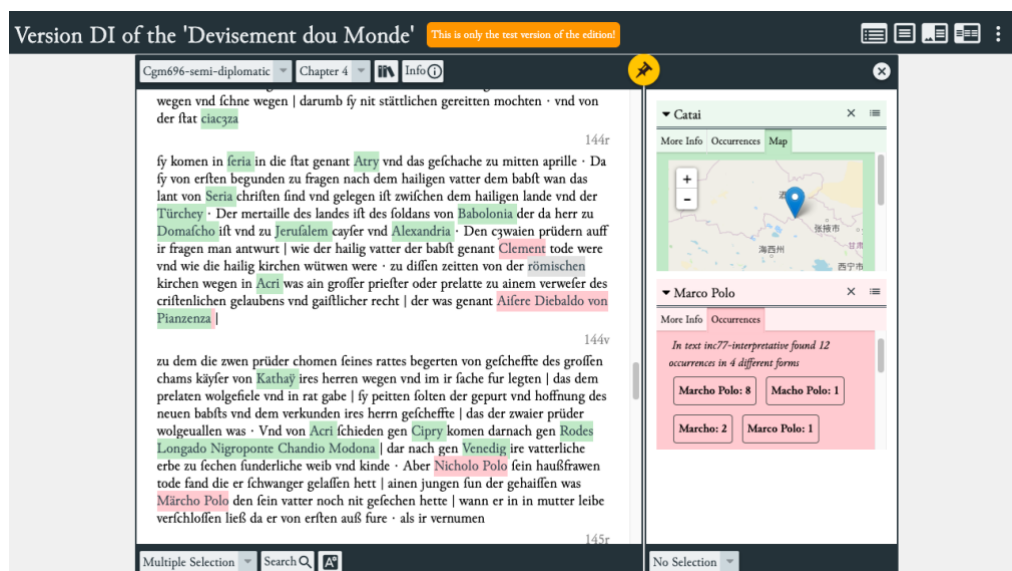 Version DI of the 'Devisement dou Monde'
This is only the test version of the edition!
Cgm696-semi-diplomatic
Chapter 4
Info
wegen vnd ſchne wegen | darumb ſy nit stättlichen gereitten mochten · vnd von
der ſtat ciaczza
144r
ſy komen in ſeria in die ſtat genant Atry vnd das geſchache zu mitten aprille · Da
ſy von erſten begunden zu fragen nach dem hailigen vatter dem babſt wan das
lant von Seria chriſten ſind vnd gelegen iſt zwiſchen dem hailigen lande vnd der
Türchey · Der mertaille des landes iſt des ſoldans von Babolonia der da herr zu
Domaſcho iſt vnd zu Jeruſalem cayſer vnd Alexandria · Den czwaien prüdern auff
ir fragen man antwurt | wie der hailig vatter der babſt genant Clement tode were
vnd wie die hailig kirchen würwen were · zu diſſen zeitten von der römischen
kirchen wegen in Acri was ain groſſer prieſter oder prelatte zu ainem verweſer des
criſtenlichen gelaubens vnd gaiſtlicher recht | der was genant Aiſere Diebaldo von
Pianzenza |
144v
zu dem die zwen prüder chomen ſeines rattes begerten von geſcheffte des groſſen
chams käyſer von Kathaÿ ires herren wegen vnd im ir ſache fur legten | das dem
prelaten wolgefiele vnd in rat gabe | ſy peitten ſolten der gepurt vnd hoffnung des
neuen babſts vnd dem verkunden ires herrn geſcheffte | das der zwaier prüder
wolgeuallen was · Vnd von Acri ſchieden gen Cipry komen darnach gen Rodes
Longado Nigroponte Chandio Modona | dar nach gen Venedig ire vatterliche
erbe zu ſechen ſunderliche weib vnd kinde · Aber Nicholo Polo ſein haußfrawen
tode fand die er ſchwanger gelaſſen hett | ainen jungen ſun der gehaiſſen was
Märcho Polo den ſein vatter noch nit geſechen hette | wann er in in mutter leibe
verſchloſſen ließ da er von erſten auß fure · als ir vernumen
145r
Multiple Selection
Search
Catai
More Info Occurrences Map
+
-
张掖市
海西州
西宁市
Marco Polo
More Info Occurrences
In text inc77-interpretative found 12
occurrences in 4 different forms
Marcho Polo: 8 Macho Polo: 1
Marcho: 2 Marco Polo: 1
No Selection